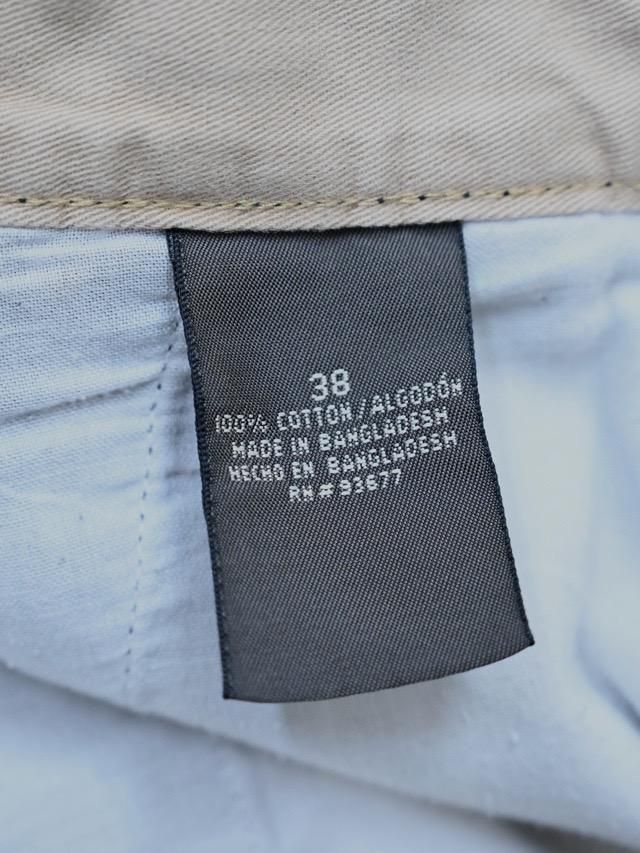 38
100% COTTON/ALGODÓN
MADE IN BANGLADESH
HECHO EN BANGLADESH
RN#93677